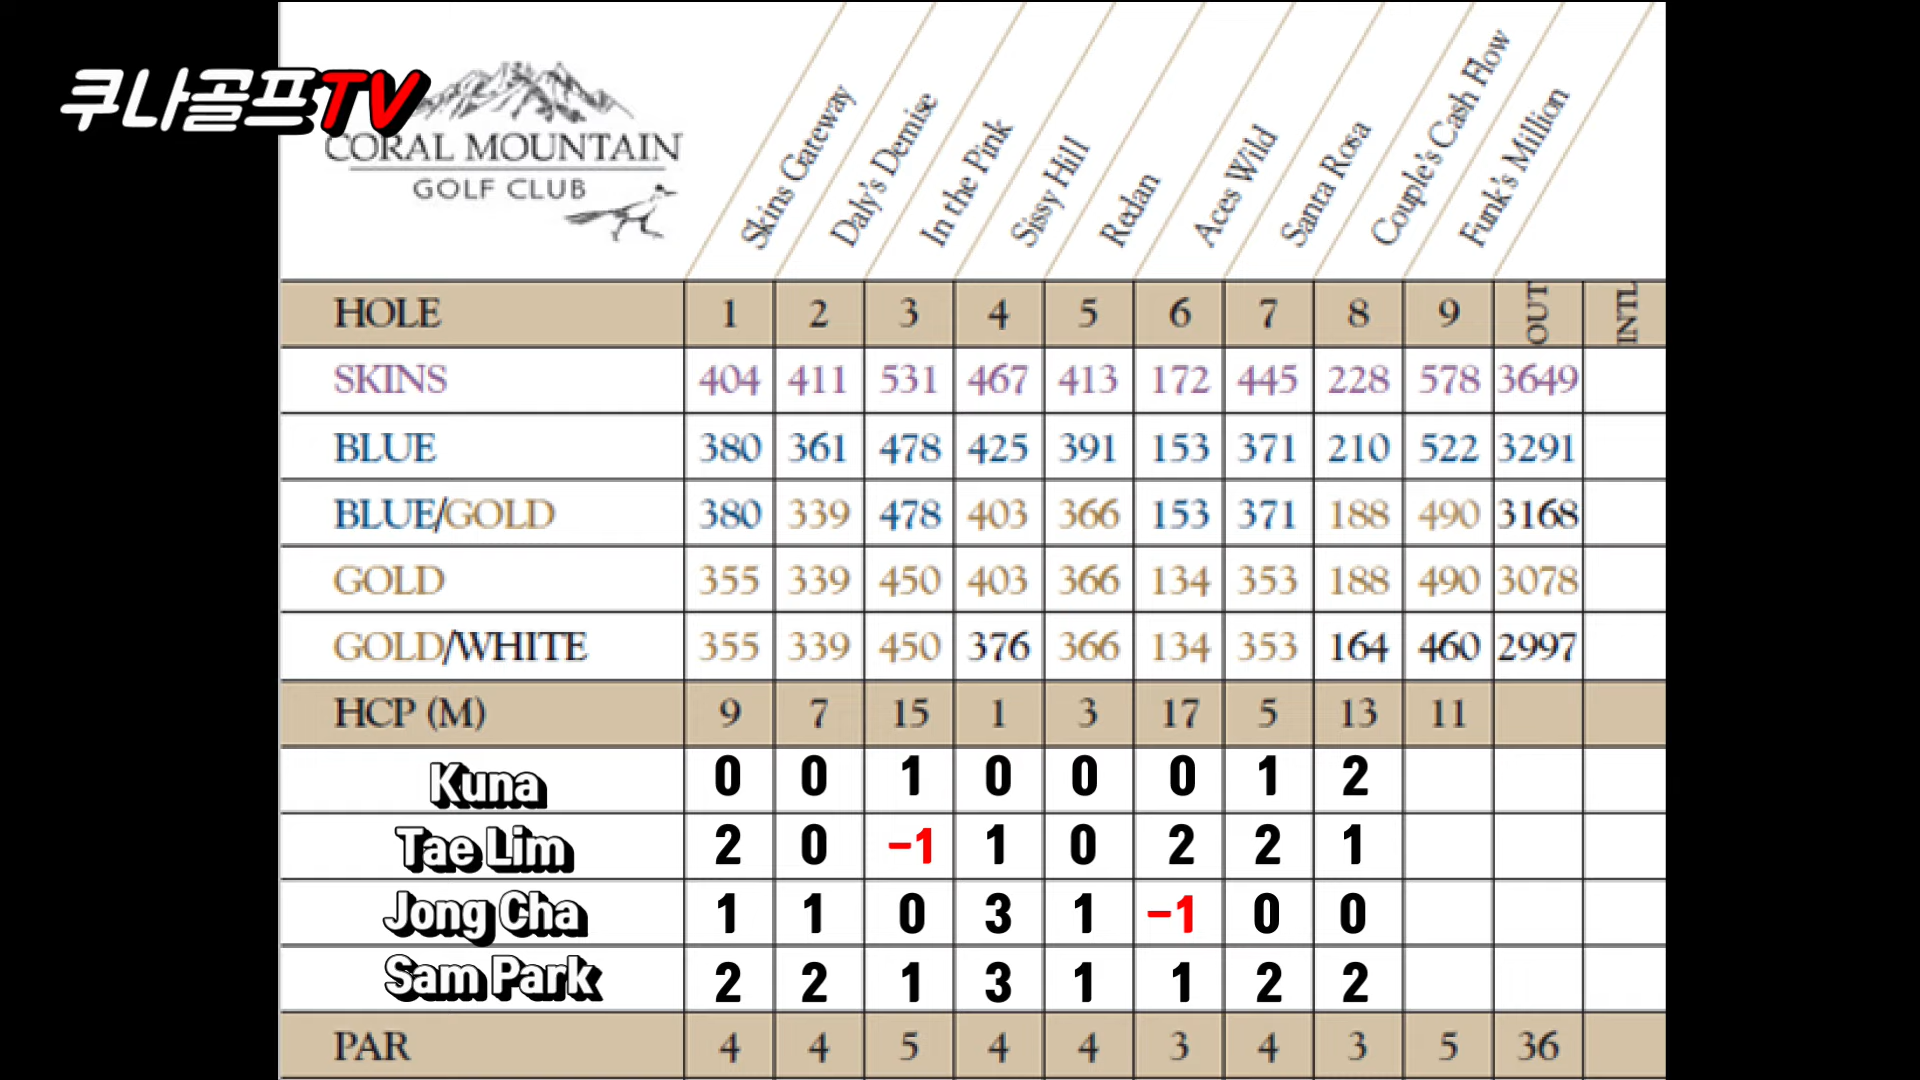 쿠나골프TV
CORAL MOUNTAIN
GOLF CLUB
Skins Gateway
Daly's Demise
In the Pink
Sissy Hill
Redan
Aces Wild
Santa Rosa
Couple's Cash Flow
Funk's Million
HOLE 1 2 3 4 5 6 7 8 9 OUT INTL
SKINS 404 411 531 467 413 172 445 228 578 3649
BLUE 380 361 478 425 391 153 371 210 522 3291
BLUE/GOLD 380 339 478 403 366 153 371 188 490 3168
GOLD 355 339 450 403 366 134 353 188 490 3078
GOLD/WHITE 355 339 450 376 366 134 353 164 460 2997
HCP (M) 9 7 15 1 3 17 5 13 11
Kuna 0 0 1 0 0 0 1 2
Tae Lim 2 0 -1 1 0 2 2 1
Jong Cha 1 1 0 3 1 -1 0 0
Sam Park 2 2 1 3 1 1 2 2
PAR 4 4 5 4 4 3 4 3 5 36